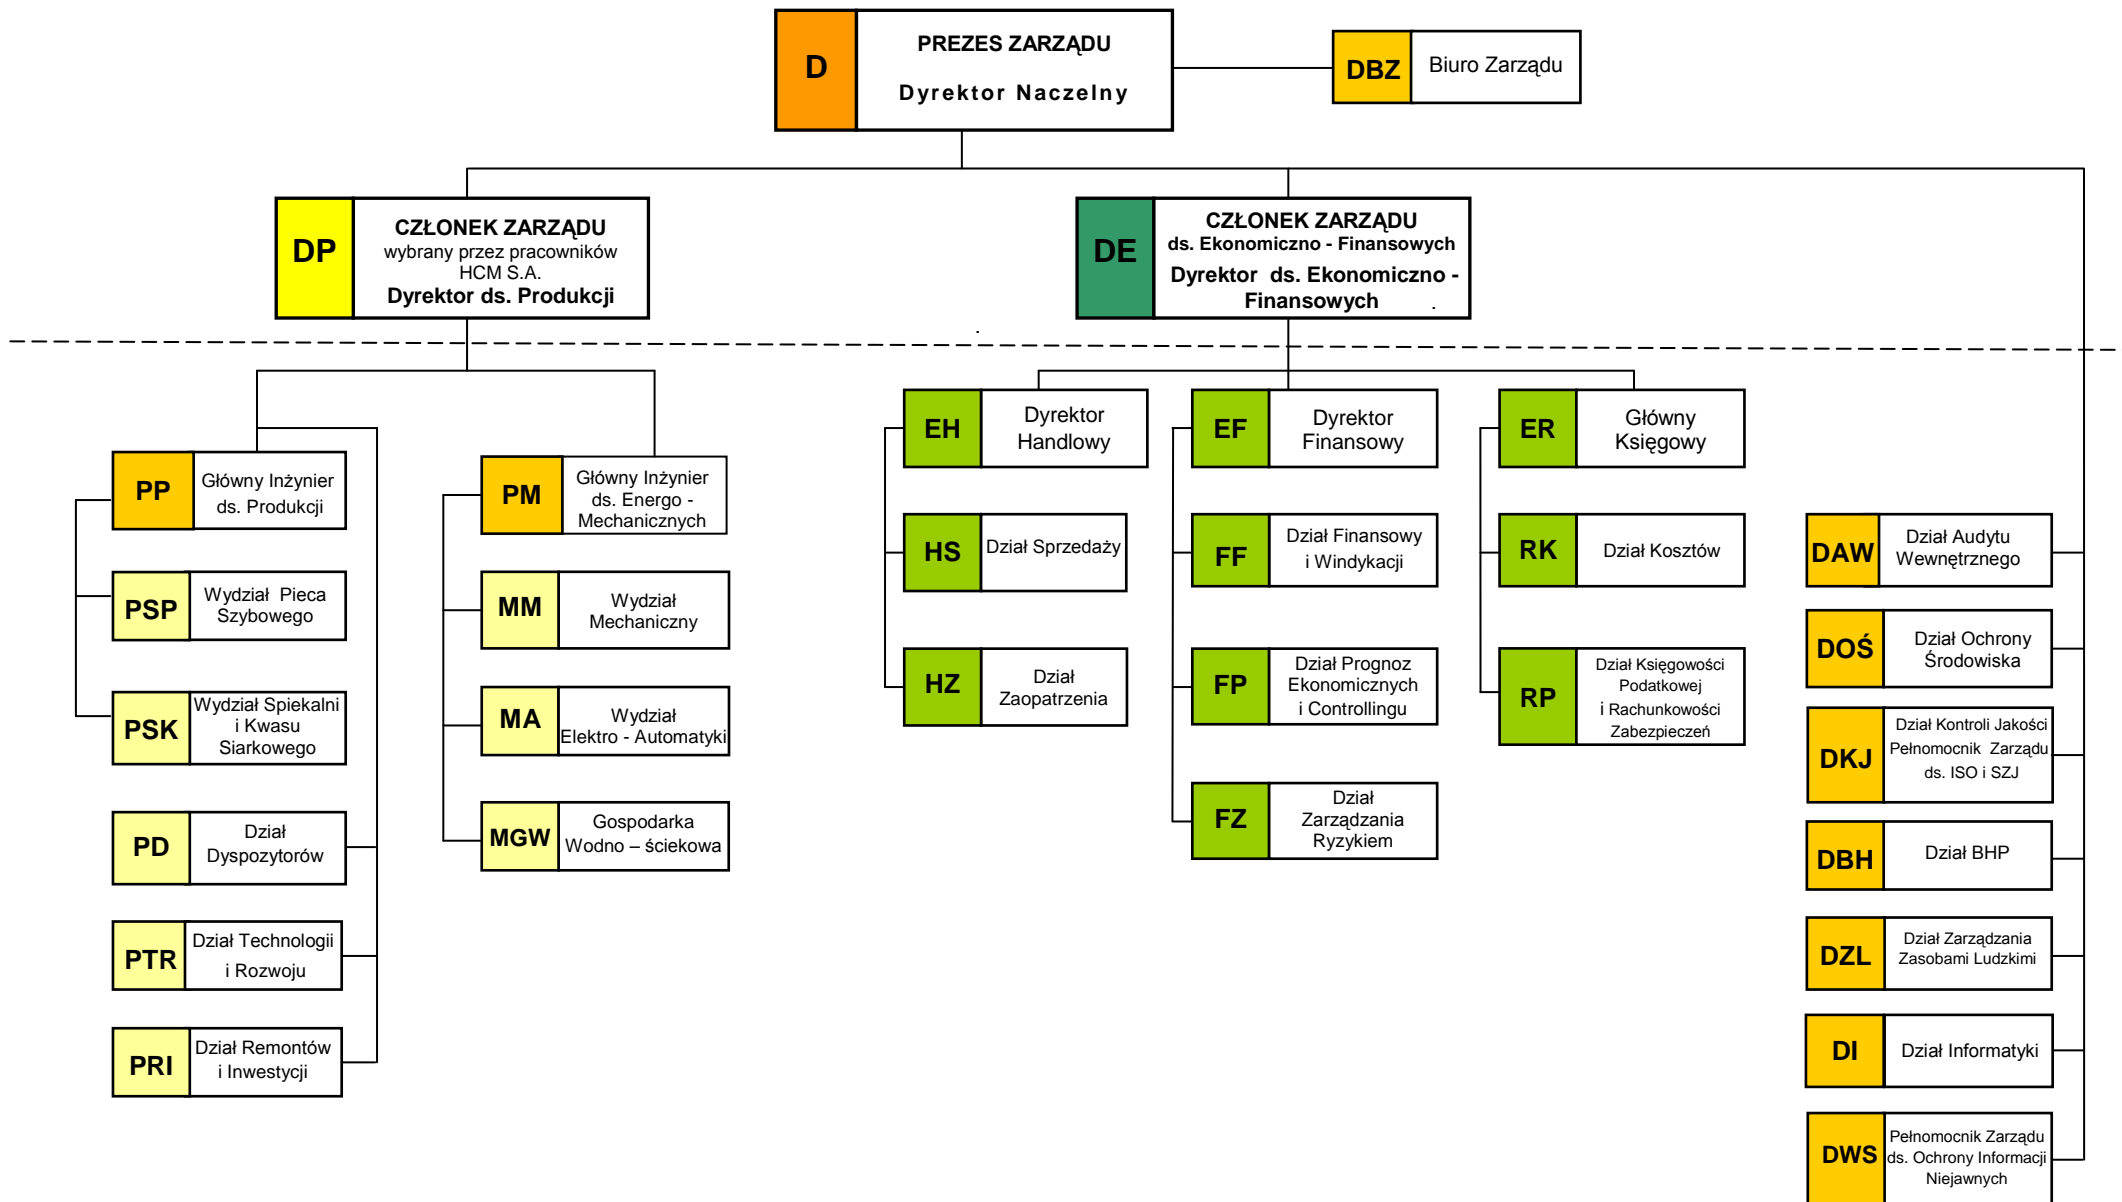 D
PREZES ZARZĄDU
Dyrektor Naczelny
DBZ
Biuro Zarządu
DP
CZŁONEK ZARZĄDU
wybrany przez pracowników
HCM S.A.
Dyrektor ds. Produkcji
DE
CZŁONEK ZARZĄDU
ds. Ekonomiczno - Finansowych
Dyrektor ds. Ekonomiczno -
Finansowych
.
.
PP
Główny Inżynier
ds. Produkcji
PSP
Wydział Pieca
Szybowego
PSK
Wydział Spiekalni
i Kwasu
Siarkowego
PD
Dział
Dyspozytorów
PTR
Dział Technologii
i Rozwoju
PRI
Dział Remontów
i Inwestycji
PM
Główny Inżynier
ds. Energo -
Mechanicznych
MM
Wydział
Mechaniczny
MA
Wydział
Elektro - Automatyki
MGW
Gospodarka
Wodno – ściekowa
EH
Dyrektor
Handlowy
HS
Dział Sprzedaży
HZ
Dział
Zaopatrzenia
EF
Dyrektor
Finansowy
FF
Dział Finansowy
i Windykacji
FP
Dział Prognoz
Ekonomicznych
i Controllingu
FZ
Dział
Zarządzania
Ryzykiem
ER
Główny
Księgowy
RK
Dział Kosztów
RP
Dział Księgowości
Podatkowej
i Rachunkowości
Zabezpieczeń
DAW
Dział Audytu
Wewnętrznego
DOŚ
Dział Ochrony
Środowiska
DKJ
Dział Kontroli Jakości
Pełnomocnik Zarządu
ds. ISO i SZJ
DBH
Dział BHP
DZL
Dział Zarządzania
Zasobami Ludzkimi
DI
Dział Informatyki
DWS
Pełnomocnik Zarządu
ds. Ochrony Informacji
Niejawnych